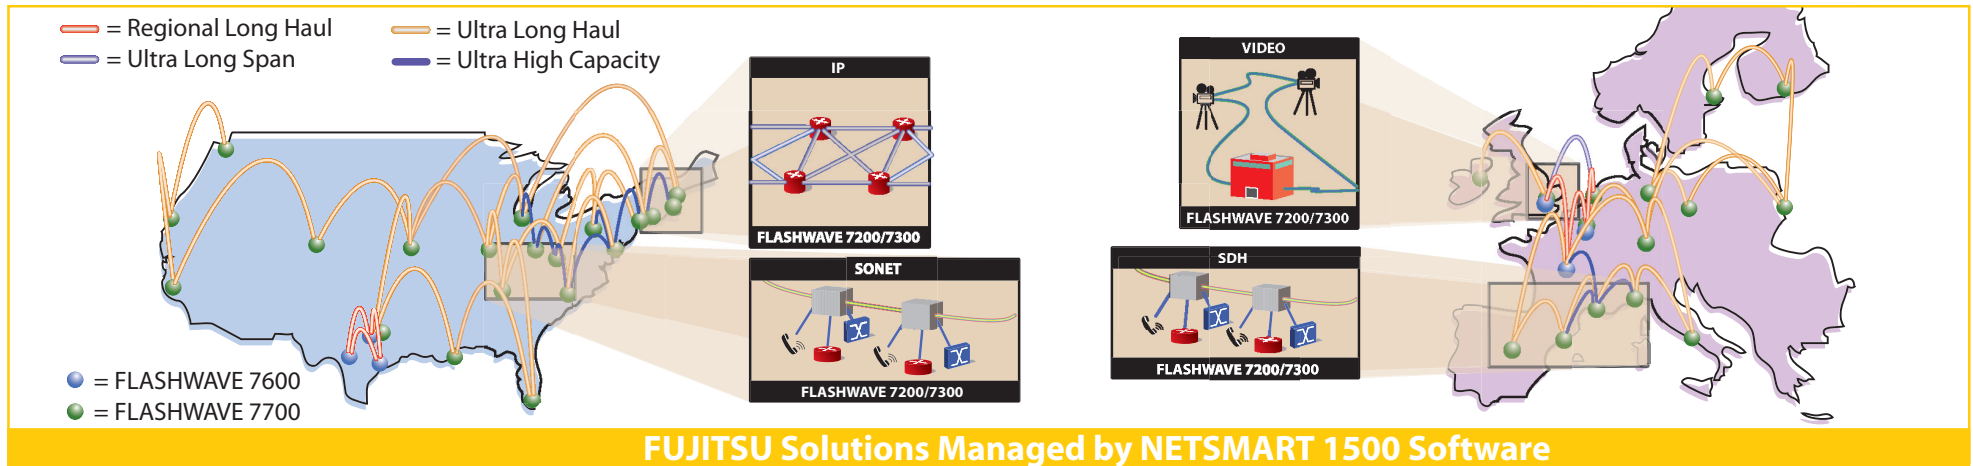 = Regional Long Haul
= Ultra Long Haul
= Ultra Long Span
= Ultra High Capacity
IP
FLASHWAVE 7200/7300
SONET
FLASHWAVE 7200/7300
VIDEO
FLASHWAVE 7200/7300
SDH
FLASHWAVE 7200/7300
= FLASHWAVE 7600
= FLASHWAVE 7700
FUJITSU Solutions Managed by NETSMART 1500 Software